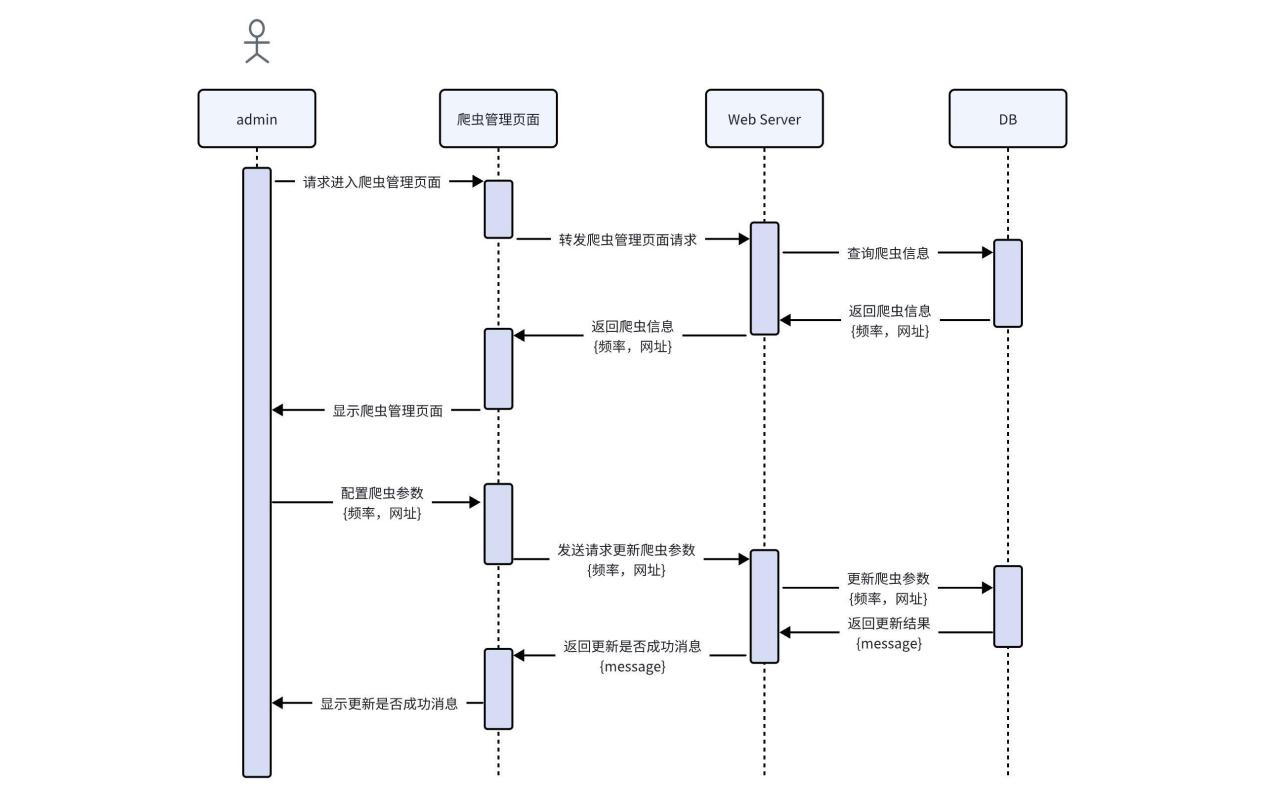 admin
爬虫管理页面
Web Server
DB
请求进入爬虫管理页面
转发爬虫管理页面请求
查询爬虫信息
返回爬虫信息
{频率，网址}
返回爬虫信息
{频率，网址}
显示爬虫管理页面
配置爬虫参数
{频率，网址}
发送请求更新爬虫参数
{频率，网址}
更新爬虫参数
{频率，网址}
返回更新结果
{message}
返回更新是否成功消息
{message}
显示更新是否成功消息